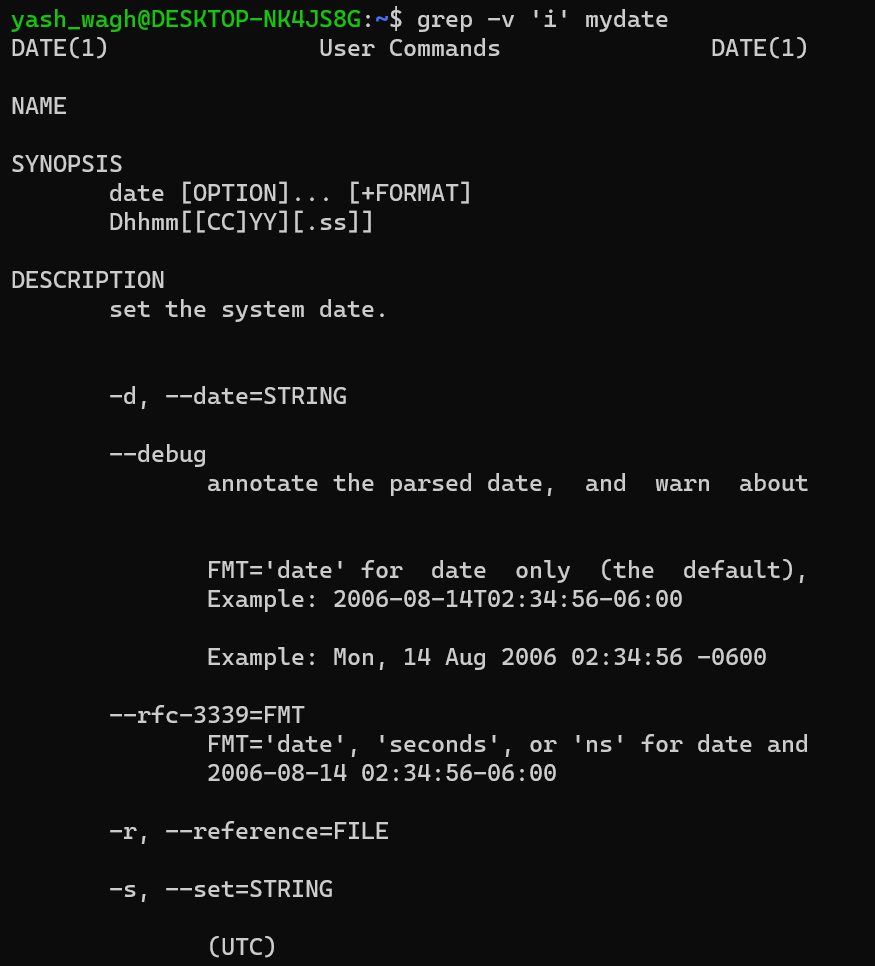 yash_wagh@DESKTOP-NK4JS8G:~$ grep -v 'i' mydate
DATE(1)               User Commands               DATE(1)
NAME
SYNOPSIS
       date [OPTION]... [+FORMAT]
       Dhhmm[[CC]YY][.ss]]
DESCRIPTION
       set the system date.
       -d, --date=STRING
       --debug
              annotate the parsed date,  and  warn  about
              FMT='date' for  date  only  (the  default),
              Example: 2006-08-14T02:34:56-06:00
              Example: Mon, 14 Aug 2006 02:34:56 -0600
       --rfc-3339=FMT
              FMT='date', 'seconds', or 'ns' for date and
              2006-08-14 02:34:56-06:00
       -r, --reference=FILE
       -s, --set=STRING
              (UTC)